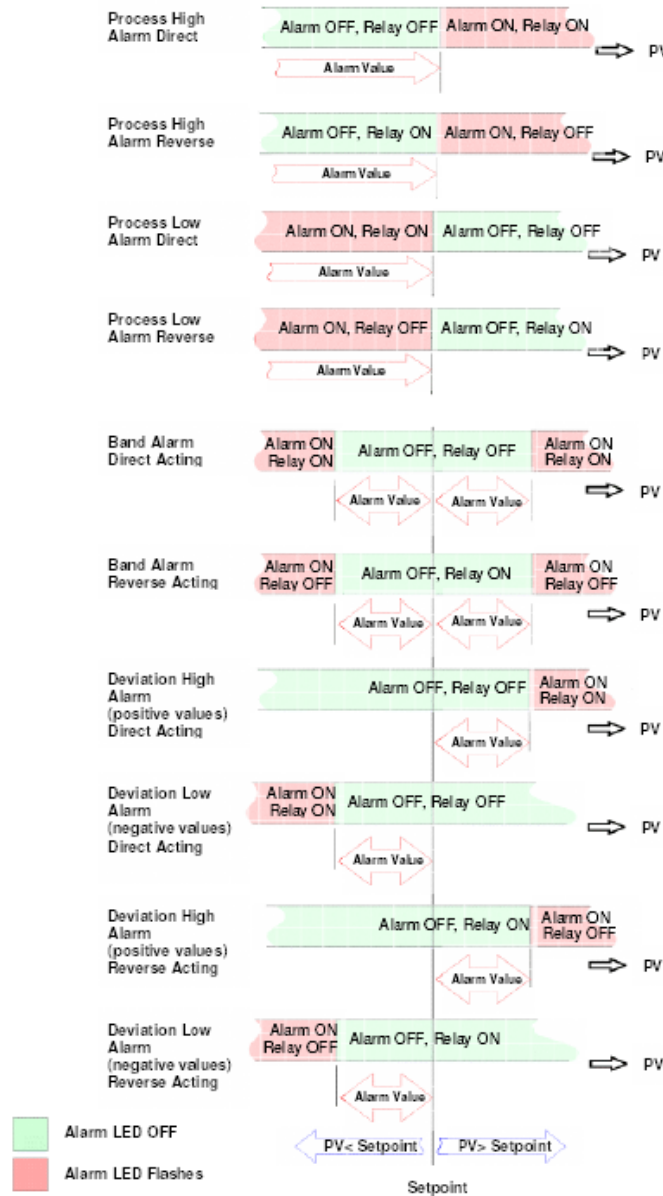 Process High
Alarm Direct
Alarm OFF, Relay OFF
Alarm ON, Relay ON
Alarm Value
PV
Process High
Alarm Reverse
Alarm OFF, Relay ON
Alarm ON, Relay OFF
Alarm Value
PV
Process Low
Alarm Direct
Alarm ON, Relay ON
Alarm OFF, Relay OFF
Alarm Value
PV
Process Low
Alarm Reverse
Alarm ON, Relay OFF
Alarm OFF, Relay ON
Alarm Value
PV
Band Alarm
Direct Acting
Alarm ON
Relay ON
Alarm OFF, Relay OFF
Alarm ON
Relay ON
Alarm Value
Alarm Value
PV
Band Alarm
Reverse Acting
Alarm ON
Relay OFF
Alarm OFF, Relay ON
Alarm ON
Relay OFF
Alarm Value
Alarm Value
PV
Deviation High
Alarm
(positive values)
Direct Acting
Alarm OFF, Relay OFF
Alarm ON
Relay ON
Alarm Value
PV
Deviation Low
Alarm
(negative values)
Direct Acting
Alarm ON
Relay ON
Alarm OFF, Relay OFF
Alarm Value
PV
Deviation High
Alarm
(positive values)
Reverse Acting
Alarm OFF, Relay ON
Alarm ON
Relay OFF
Alarm Value
PV
Deviation Low
Alarm
(negative values)
Reverse Acting
Alarm ON
Relay OFF
Alarm OFF, Relay ON
Alarm Value
PV
Alarm LED OFF
PV< Setpoint
PV> Setpoint
Alarm LED Flashes
Setpoint